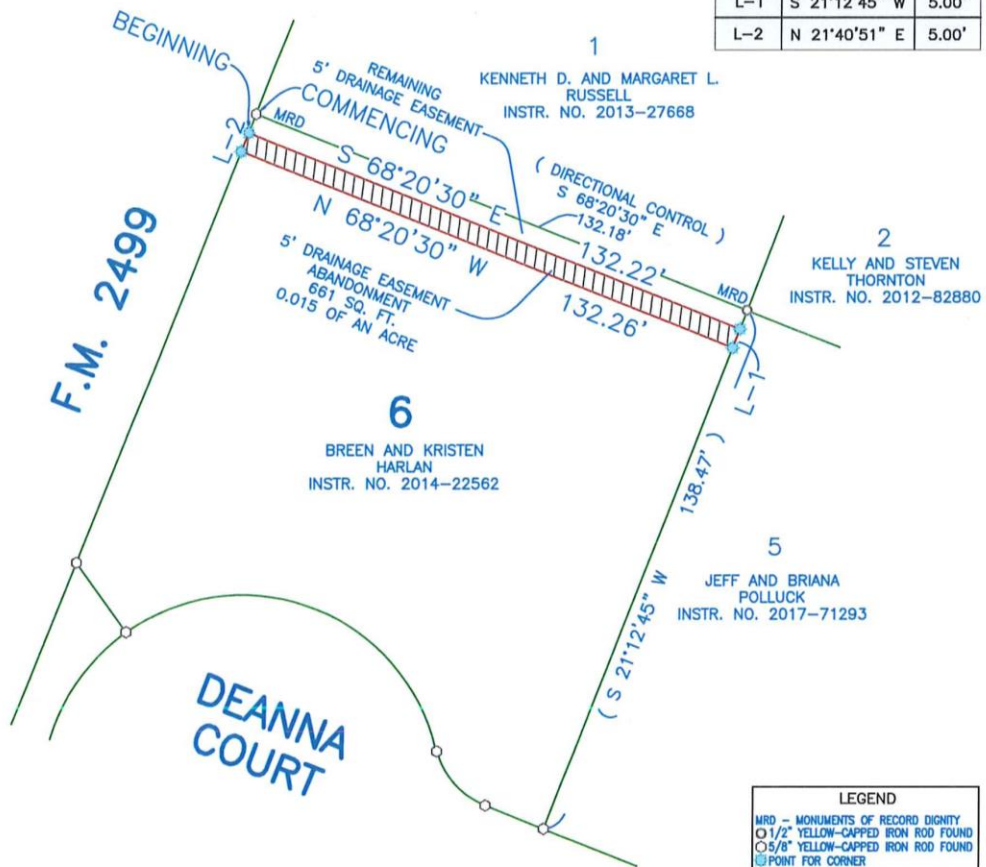 L-1 S 21°12'45" W 5.00'
L-2 N 21°40'51" E 5.00'
BEGINNING
REMAINING
5' DRAINAGE EASEMENT
COMMENCING
MRD
L-2
1
KENNETH D. AND MARGARET L.
RUSSELL
INSTR. NO. 2013-27668
( DIRECTIONAL CONTROL )
S 68°20'30" E
132.18'
S 68°20'30" E
132.22'
N 68°20'30" W
132.26'
MRD
2
KELLY AND STEVEN
THORNTON
INSTR. NO. 2012-82880
5' DRAINAGE EASEMENT
ABANDONMENT
661 SQ. FT.
0.015 OF AN ACRE
F.M. 2499
L-1
6
BREEN AND KRISTEN
HARLAN
INSTR. NO. 2014-22562
( S 21°12'45" W 138.47' )
5
JEFF AND BRIANA
POLLUCK
INSTR. NO. 2017-71293
DEANNA
COURT
LEGEND
MRD - MONUMENTS OF RECORD DIGNITY
1/2" YELLOW-CAPPED IRON ROD FOUND
5/8" YELLOW-CAPPED IRON ROD FOUND
POINT FOR CORNER